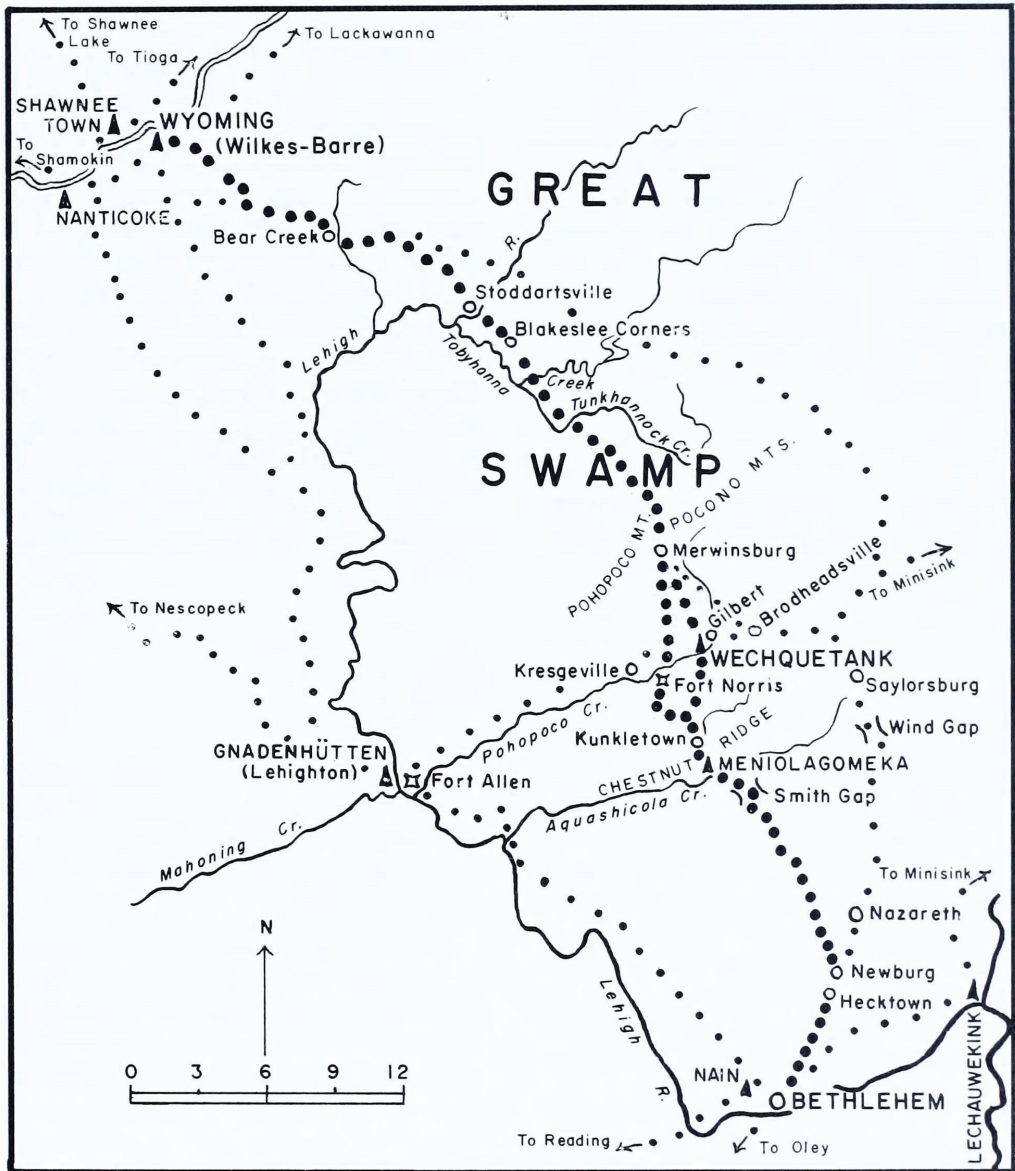 To Shawnee
Lake
To Tioga
To Lackawanna
SHAWNEE
TOWN
WYOMING
(Wilkes-Barre)
To
Shamokin
NANTICOKE
GREAT
Bear Creek
R.
Stoddartsville
Blakeslee Corners
Lehigh
Tobyhanna
Creek
Tunkhannock Cr.
SWAMP
POCONO MTS.
POHOPOCO MT.
Merwinsburg
Brodheadsville
To Minisink
To Nescopeck
Gilbert
WECHQUETANK
Kresgeville
Fort Norris
Saylorsburg
Pohopoco Cr.
Kunkletown
RIDGE
Wind Gap
GNADENHÜTTEN
(Lehighton)
Fort Allen
CHESTNUT
MENIOLAGOMEKA
Aquashicola Cr.
Smith Gap
Mahoning Cr.
To Minisink
Nazareth
N
Newburg
Hecktown
Lehigh
R.
0 3 6 9 12
NAIN
BETHLEHEM
LECHAUWEKINK
To Reading
To Oley